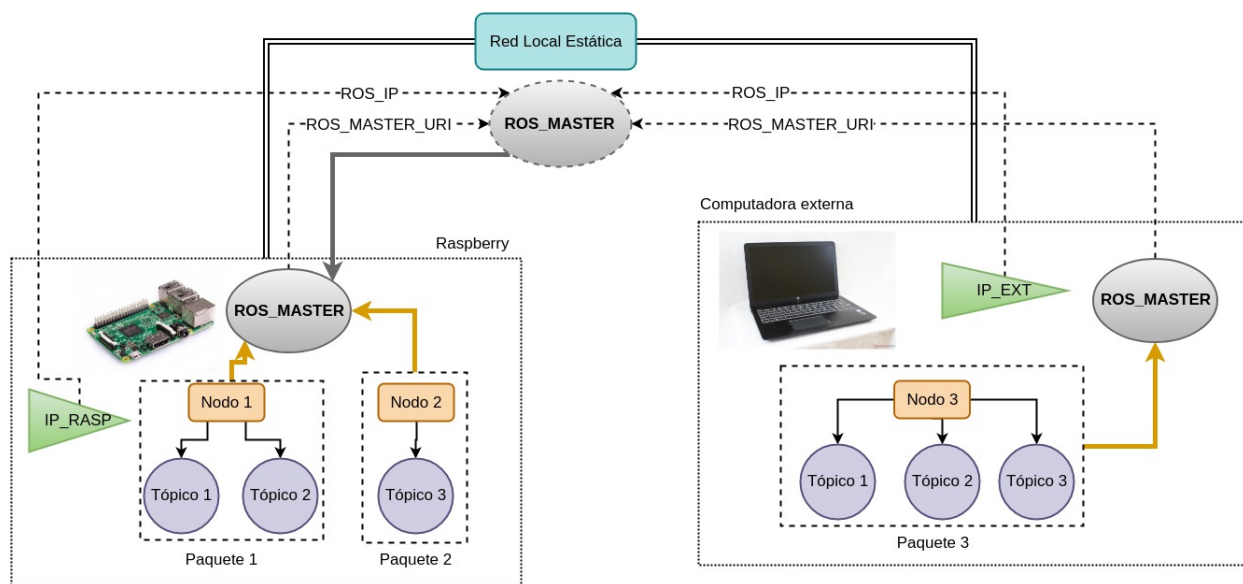 Red Local Estática
ROS_IP
ROS_IP
ROS_MASTER_URI
ROS_MASTER
ROS_MASTER_URI
Computadora externa
Raspberry
IP_EXT
ROS_MASTER
ROS_MASTER
IP_RASP
Nodo 1
Nodo 2
Nodo 3
Tópico 1
Tópico 2
Tópico 3
Tópico 1
Tópico 2
Tópico 3
Paquete 1
Paquete 2
Paquete 3